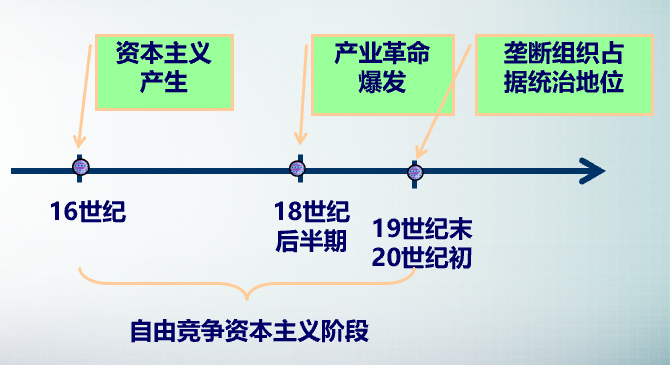 资本主义
产生
产业革命
爆发
垄断组织占
据统治地位
16世纪
18世纪
后半期
19世纪末
20世纪初
自由竞争资本主义阶段